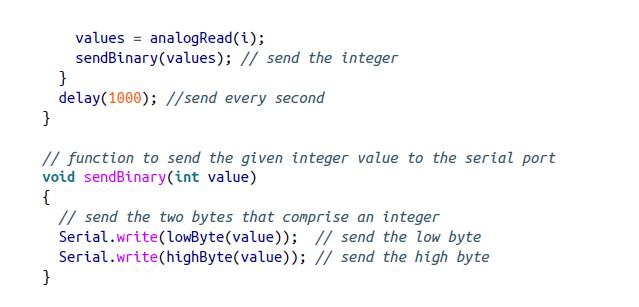 values = analogRead(i);
sendBinary(values); // send the integer
}
delay(1000); //send every second
}
// function to send the given integer value to the serial port
void sendBinary(int value)
{
// send the two bytes that comprise an integer
Serial.write(lowByte(value));  // send the low byte
Serial.write(highByte(value)); // send the high byte
}